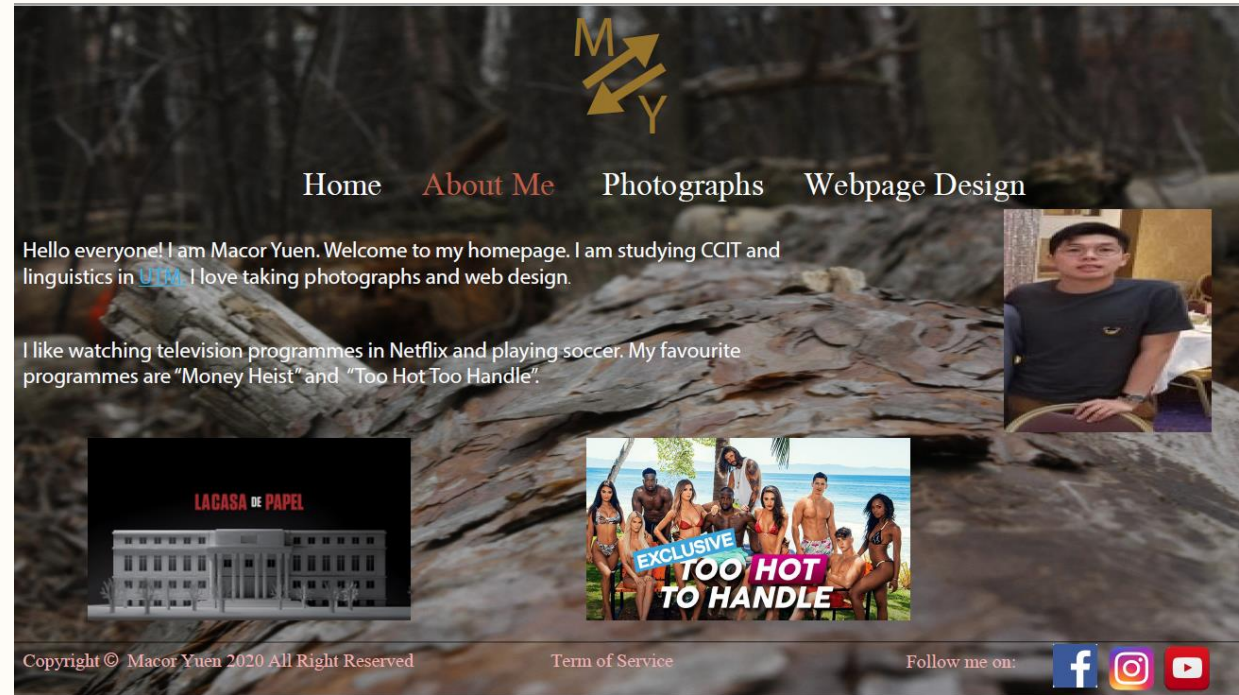 M
Y
Home About Me Photographs Webpage Design
Hello everyone! I am Macor Yuen. Welcome to my homepage. I am studying CCIT and
linguistics in UTM. I love taking photographs and web design.
I like watching television programmes in Netflix and playing soccer. My favourite
programmes are “Money Heist” and “Too Hot Too Handle”.
LA CASA DE PAPEL
EXCLUSIVE
TOO HOT
TO HANDLE
Copyright © Macor Yuen 2020 All Right Reserved Term of Service Follow me on: